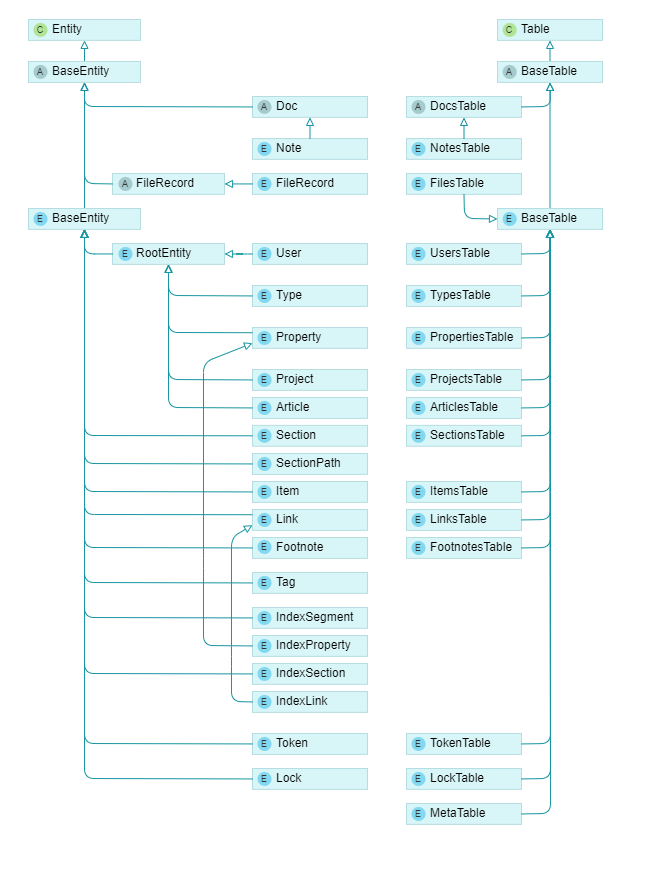 C Entity
C Table
A BaseEntity
A BaseTable
A Doc
A DocsTable
E Note
E NotesTable
A FileRecord
E FileRecord
E FilesTable
E BaseEntity
E BaseTable
E RootEntity
E User
E UsersTable
E Type
E TypesTable
E Property
E PropertiesTable
E Project
E ProjectsTable
E Article
E ArticlesTable
E Section
E SectionsTable
E SectionPath
E Item
E ItemsTable
E Link
E LinksTable
E Footnote
E FootnotesTable
E Tag
E IndexSegment
E IndexProperty
E IndexSection
E IndexLink
E Token
E TokenTable
E Lock
E LockTable
E MetaTable